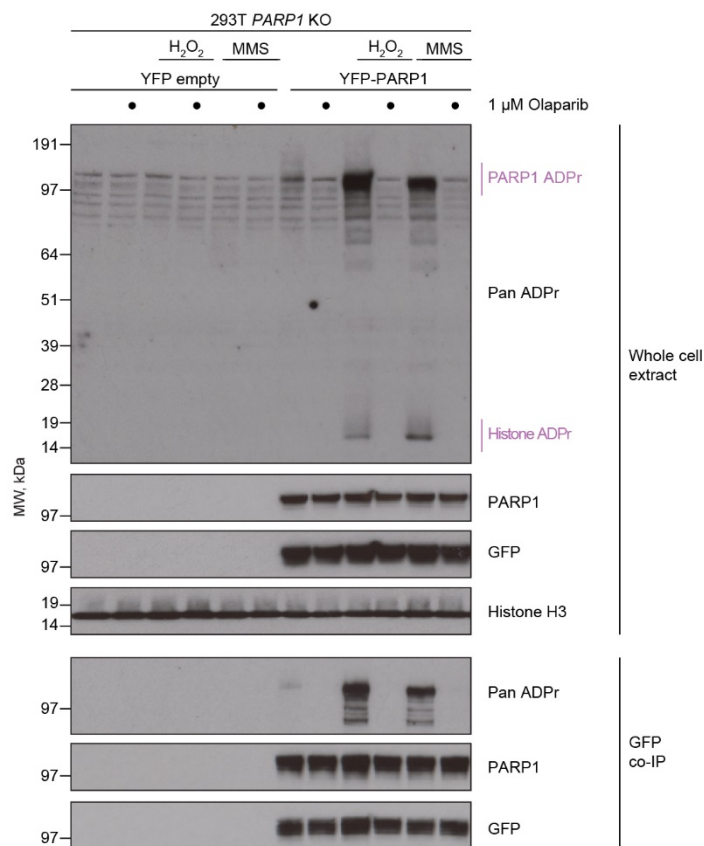 293T PARP1 KO
H₂O₂ MMS H₂O₂ MMS
YFP empty YFP-PARP1
• • • • • • 1 µM Olaparib
191
PARP1 ADPr
97
64
Pan ADPr
51
39
Whole cell
extract
28
19
Histone ADPr
14
MW, kDa
PARP1
97
GFP
97
19
Histone H3
14
Pan ADPr
97
GFP
co-IP
PARP1
97
GFP
97